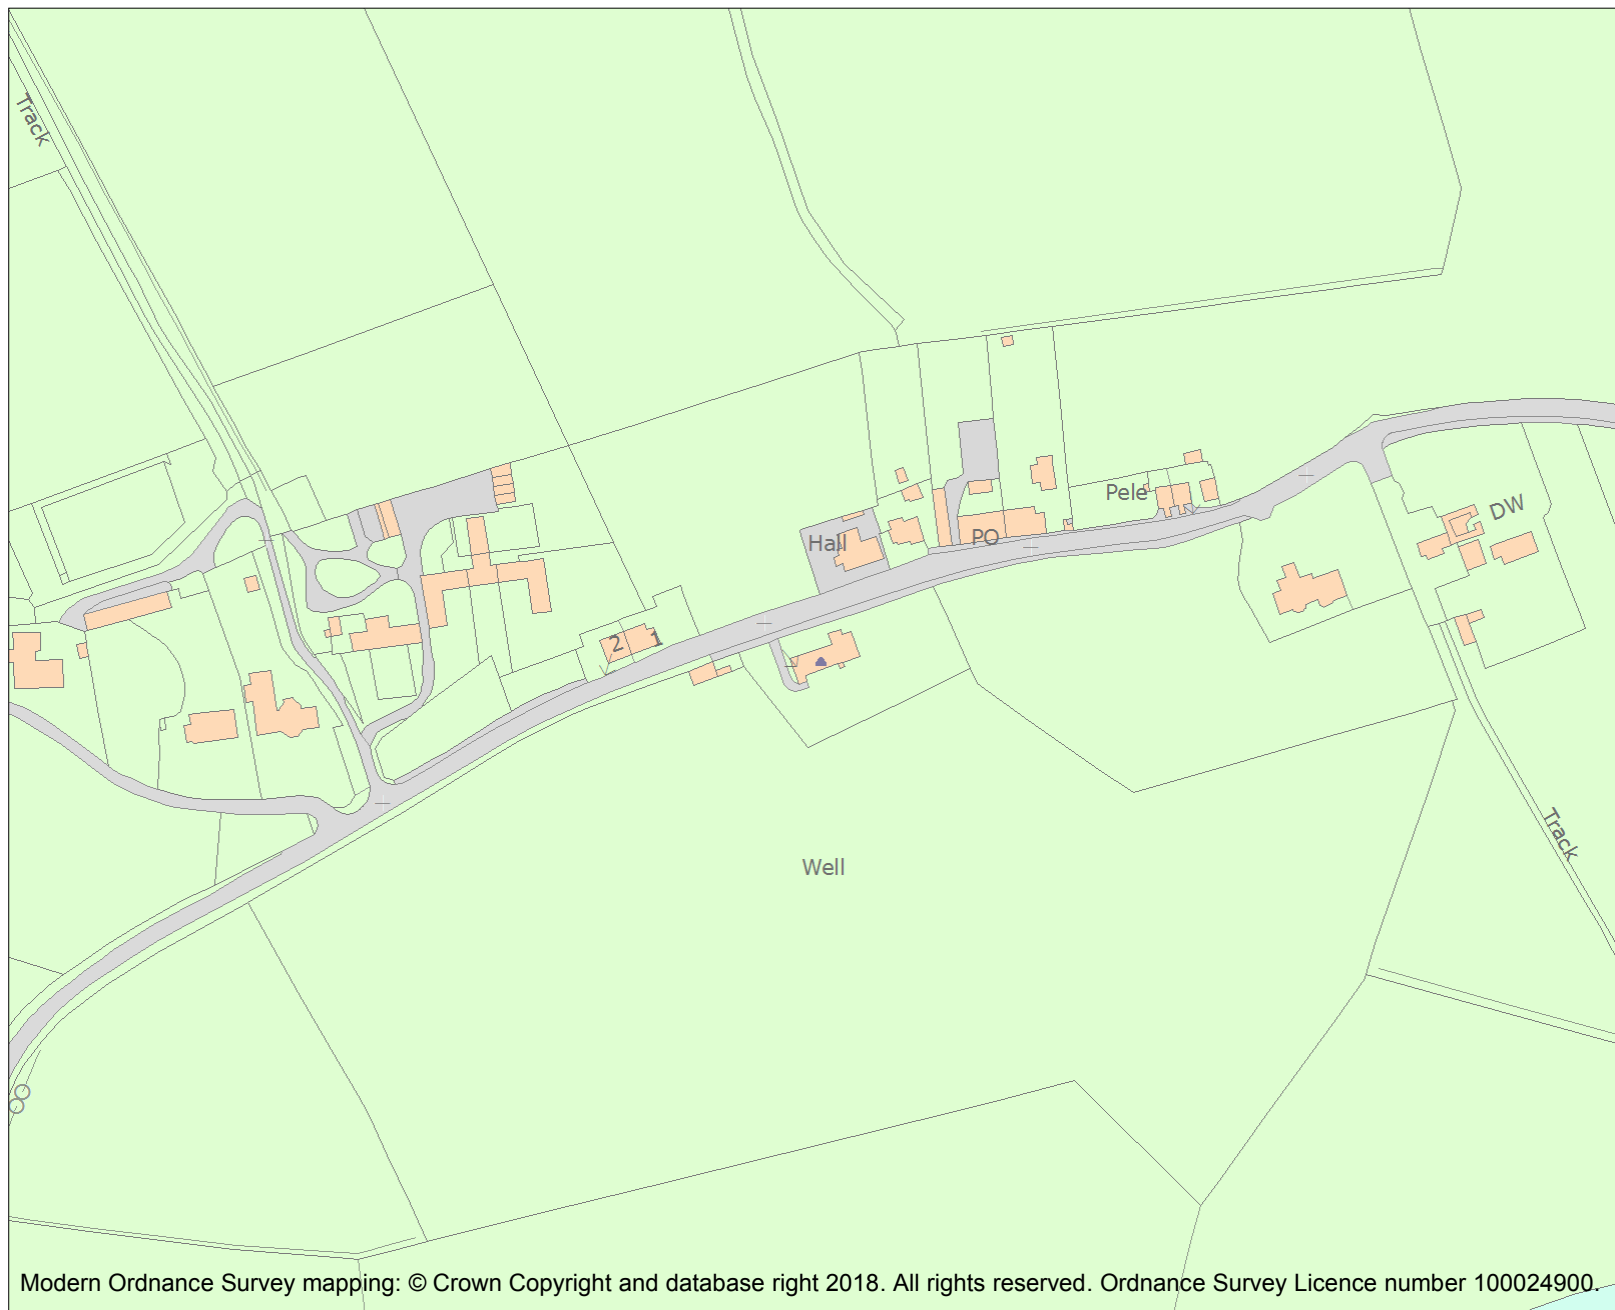 Track
Pele
DW
PO
Hall
2 1
Track
Well
Modern Ordnance Survey mapping: © Crown Copyright and database right 2018. All rights reserved. Ordnance Survey Licence number 100024900.